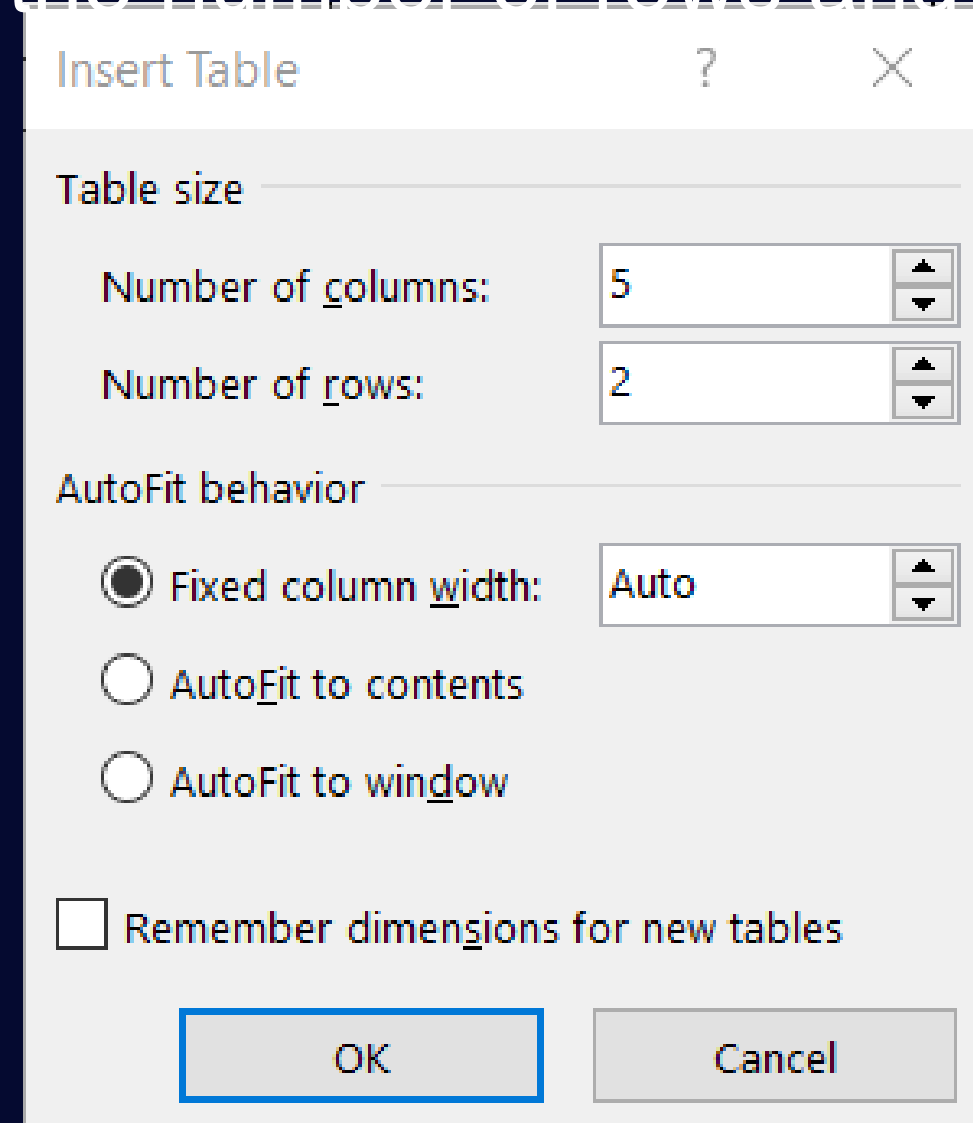 Insert Table ?
Table size
Number of columns: 5
Number of rows: 2
AutoFit behavior
Fixed column width: Auto
AutoFit to contents
AutoFit to window
Remember dimensions for new tables
OK Cancel